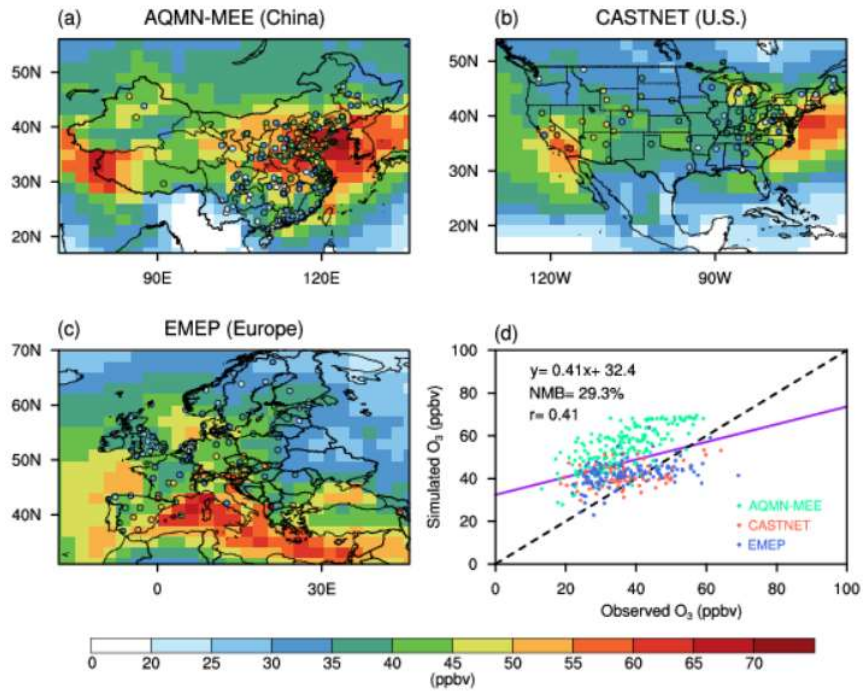 (a) AQMN-MEE (China)
(b) CASTNET (U.S.)
50N
40N
30N
20N
90E 120E
50N
40N
30N
20N
120W 90W
(c) EMEP (Europe)
(d)
70N
60N
50N
40N
0 30E
y= 0.41x+ 32.4
NMB= 29.3%
r= 0.41
AQMN-MEE
CASTNET
EMEP
Simulated O₃ (ppbv)
100
80
60
40
20
0
0 20 40 60 80 100
Observed O₃ (ppbv)
0 20 25 30 35 40 45 50 55 60 65 70
(ppbv)